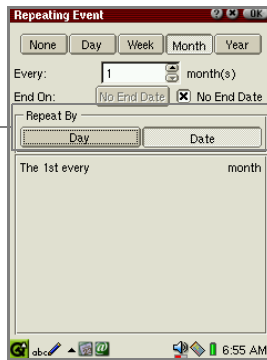 Repeating Event ? OK
None Day Week Month Year
Every: 1 month(s)
End On: No End Date No End Date
Repeat By
Day Date
The 1st every month
abc 6:55 AM